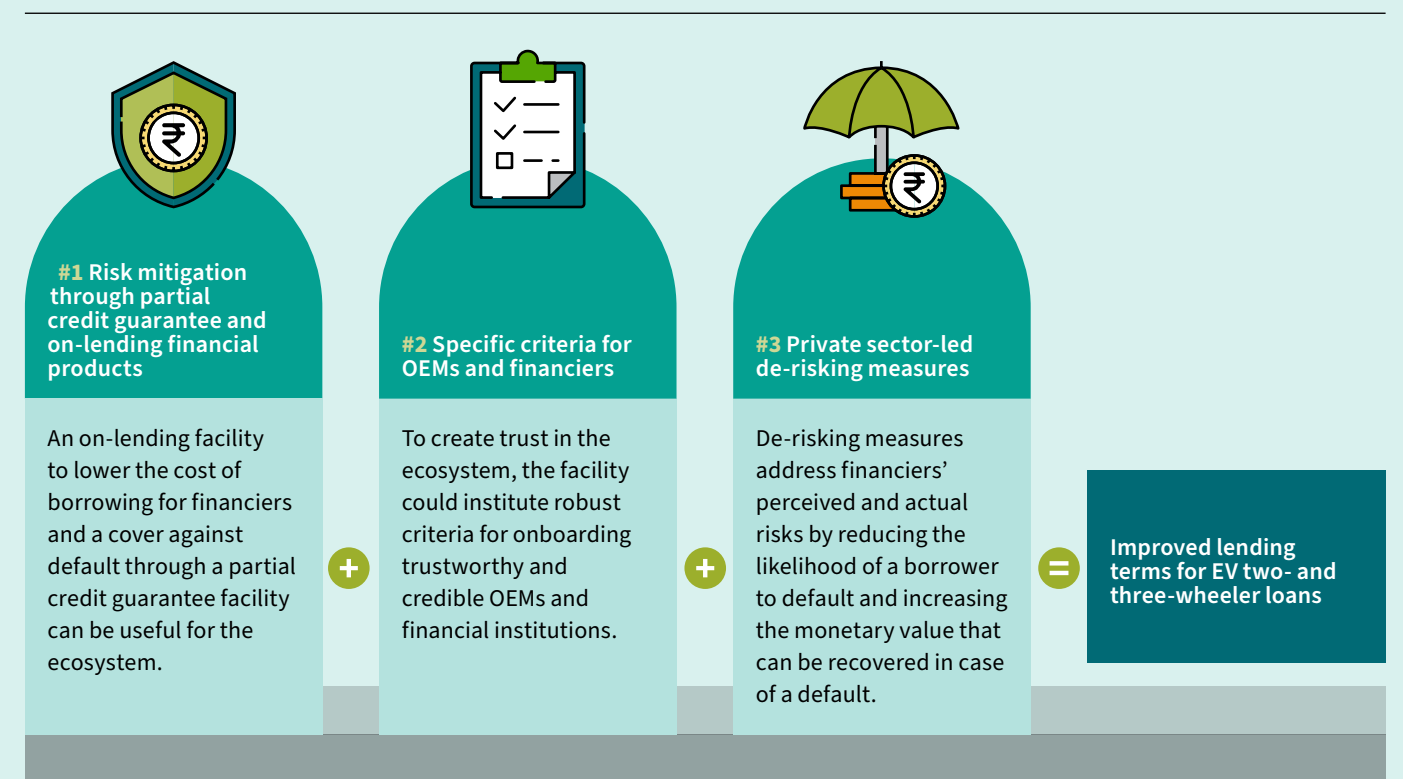 #1 Risk mitigation
through partial
credit guarantee and
on-lending financial
products
An on-lending facility
to lower the cost of
borrowing for financiers
and a cover against
default through a partial
credit guarantee facility
can be useful for the
ecosystem.
+
#2 Specific criteria for
OEMs and financiers
To create trust in the
ecosystem, the facility
could institute robust
criteria for onboarding
trustworthy and
credible OEMs and
financial institutions.
+
#3 Private sector-led
de-risking measures
De-risking measures
address financiers’
perceived and actual
risks by reducing the
likelihood of a borrower
to default and increasing
the monetary value that
can be recovered in case
of a default.
=
Improved lending
terms for EV two- and
three-wheeler loans
₹
₹